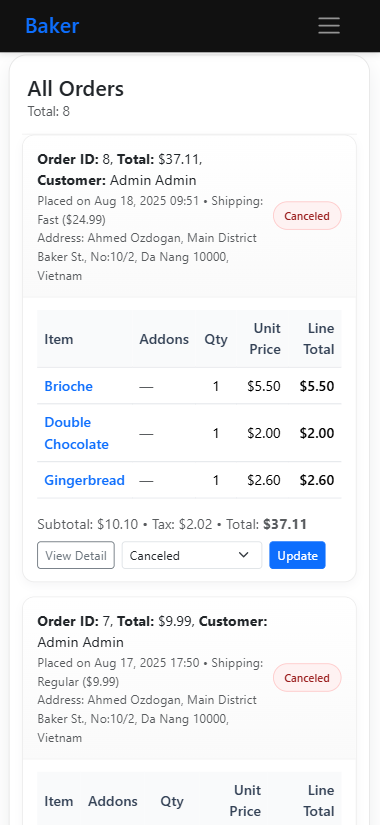 Baker
All Orders
Total: 8
Order ID: 8, Total: $37.11,
Customer: Admin Admin
Placed on Aug 18, 2025 09:51 • Shipping:
Fast ($24.99)
Address: Ahmed Ozdogan, Main District
Baker St., No:10/2, Da Nang 10000,
Vietnam
Canceled
Item Addons Qty Unit Price Line Total
Brioche — 1 $5.50 $5.50
Double Chocolate — 1 $2.00 $2.00
Gingerbread — 1 $2.60 $2.60
Subtotal: $10.10 • Tax: $2.02 • Total: $37.11
View Detail Canceled Update
Order ID: 7, Total: $9.99, Customer:
Admin Admin
Placed on Aug 17, 2025 17:50 • Shipping:
Regular ($9.99)
Address: Ahmed Ozdogan, Main District
Baker St., No:10/2, Da Nang 10000,
Vietnam
Canceled
Item Addons Qty Unit Price Line Total